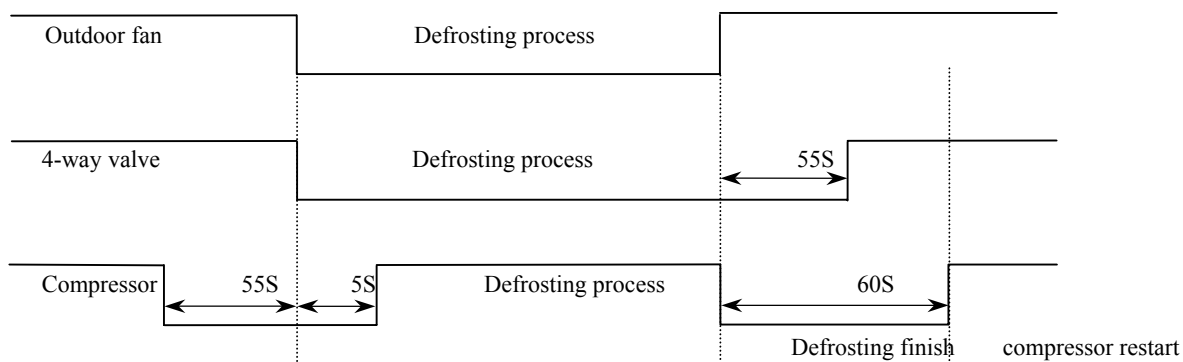 Outdoor fan Defrosting process
4-way valve Defrosting process 55S
Compressor 55S 5S Defrosting process 60S
Defrosting finish compressor restart